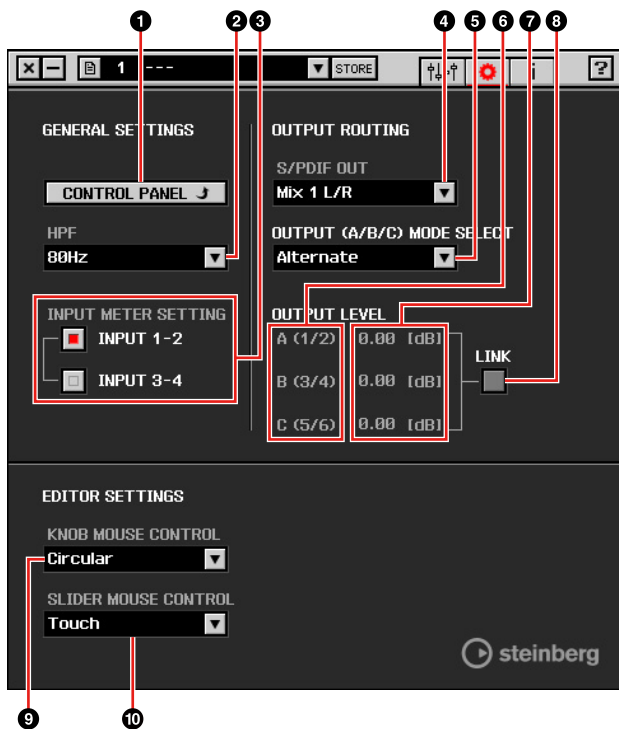 1 2 3 4 5 6 7 8
1 --- STORE i ?
GENERAL SETTINGS
CONTROL PANEL
HPF
80Hz
INPUT METER SETTING
INPUT 1-2
INPUT 3-4
OUTPUT ROUTING
S/PDIF OUT
Mix 1 L/R
OUTPUT (A/B/C) MODE SELECT
Alternate
OUTPUT LEVEL
A (1/2) 0.00 [dB]
LINK
B (3/4) 0.00 [dB]
C (5/6) 0.00 [dB]
EDITOR SETTINGS
KNOB MOUSE CONTROL
Circular
SLIDER MOUSE CONTROL
Touch
steinberg
9 10